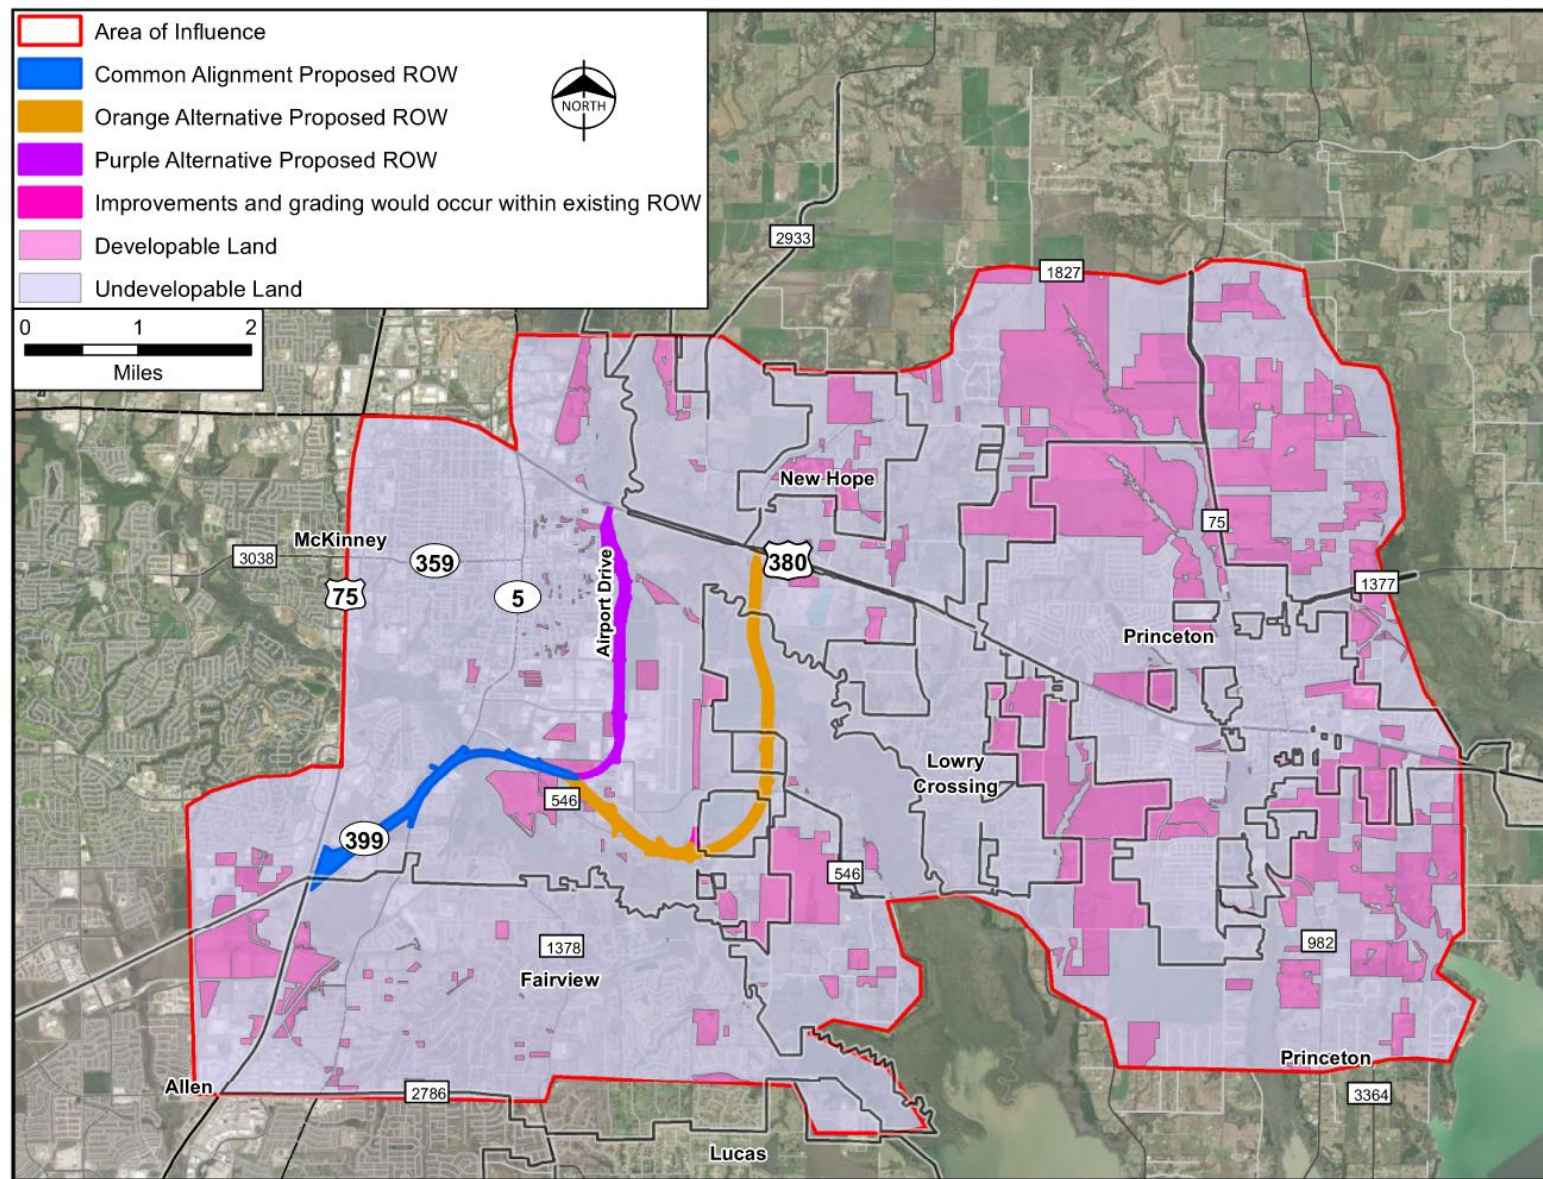 Area of Influence
Common Alignment Proposed ROW
Orange Alternative Proposed ROW
Purple Alternative Proposed ROW
Improvements and grading would occur within existing ROW
Developable Land
Undevelopable Land
NORTH
0 1 2
Miles
2933
1827
New Hope
McKinney
3038
359
75
5
Airport Drive
380
75
1377
Princeton
Lowry
Crossing
546
399
546
1378
Fairview
982
Allen
2786
Princeton
3364
Lucas